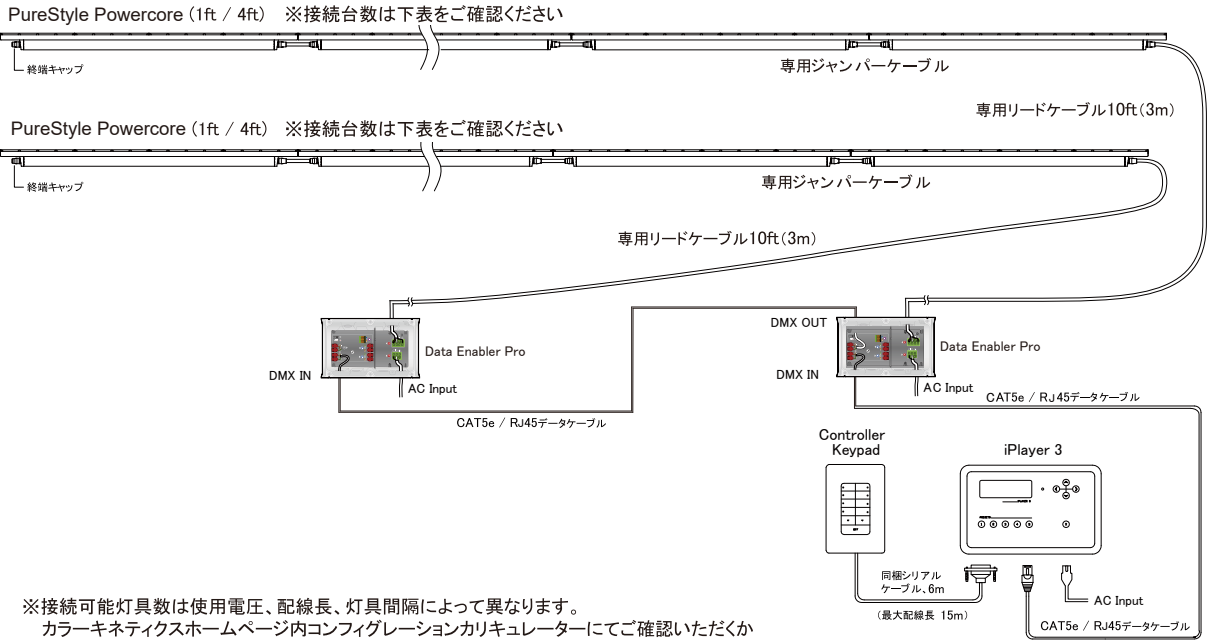 PureStyle Powercore (1ft / 4ft)　※接続台数は下表をご確認ください
終端キャップ
専用ジャンパーケーブル
専用リードケーブル10ft(3m)
PureStyle Powercore (1ft / 4ft)　※接続台数は下表をご確認ください
終端キャップ
専用ジャンパーケーブル
専用リードケーブル10ft(3m)
DMX OUT
Data Enabler Pro
Data Enabler Pro
DMX IN
DMX IN
AC Input
AC Input
CAT5e / RJ45データケーブル
CAT5e / RJ45データケーブル
Controller
Keypad
iPlayer 3
同梱シリアル
ケーブル、6m
(最大配線長 15m)
AC Input
CAT5e / RJ45データケーブル
※接続可能灯具数は使用電圧、配線長、灯具間隔によって異なります。
カラーキネティクスホームページ内コンフィグレーションカリキュレーターにてご確認いただくか